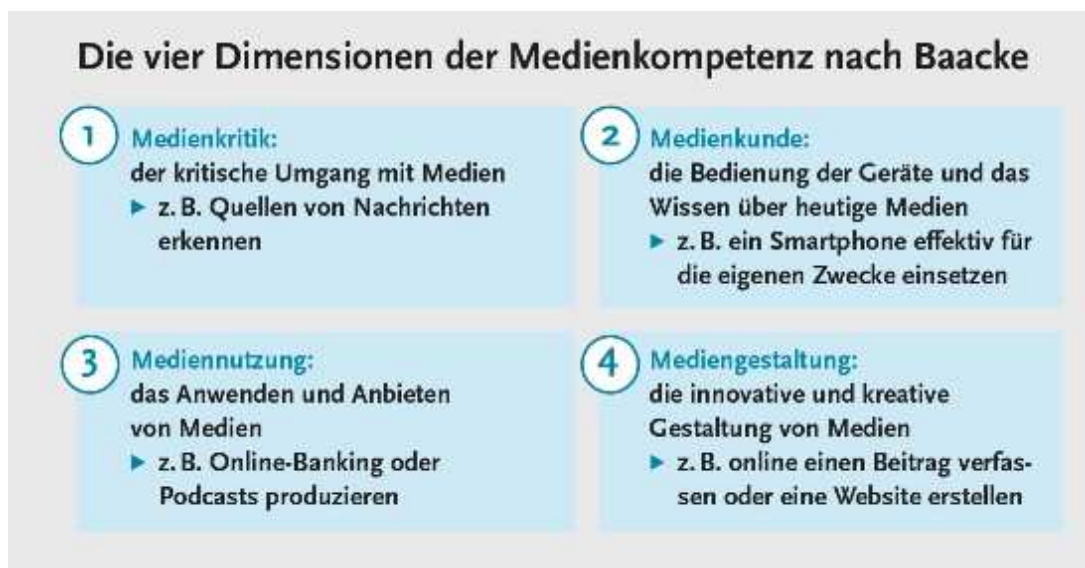 Die vier Dimensionen der Medienkompetenz nach Baacke
1
Medienkritik:
der kritische Umgang mit Medien
▶ z. B. Quellen von Nachrichten
erkennen
2
Medienkunde:
die Bedienung der Geräte und das
Wissen über heutige Medien
▶ z. B. ein Smartphone effektiv für
die eigenen Zwecke einsetzen
3
Mediennutzung:
das Anwenden und Anbieten
von Medien
▶ z. B. Online-Banking oder
Podcasts produzieren
4
Mediengestaltung:
die innovative und kreative
Gestaltung von Medien
▶ z. B. online einen Beitrag verfas-
sen oder eine Website erstellen